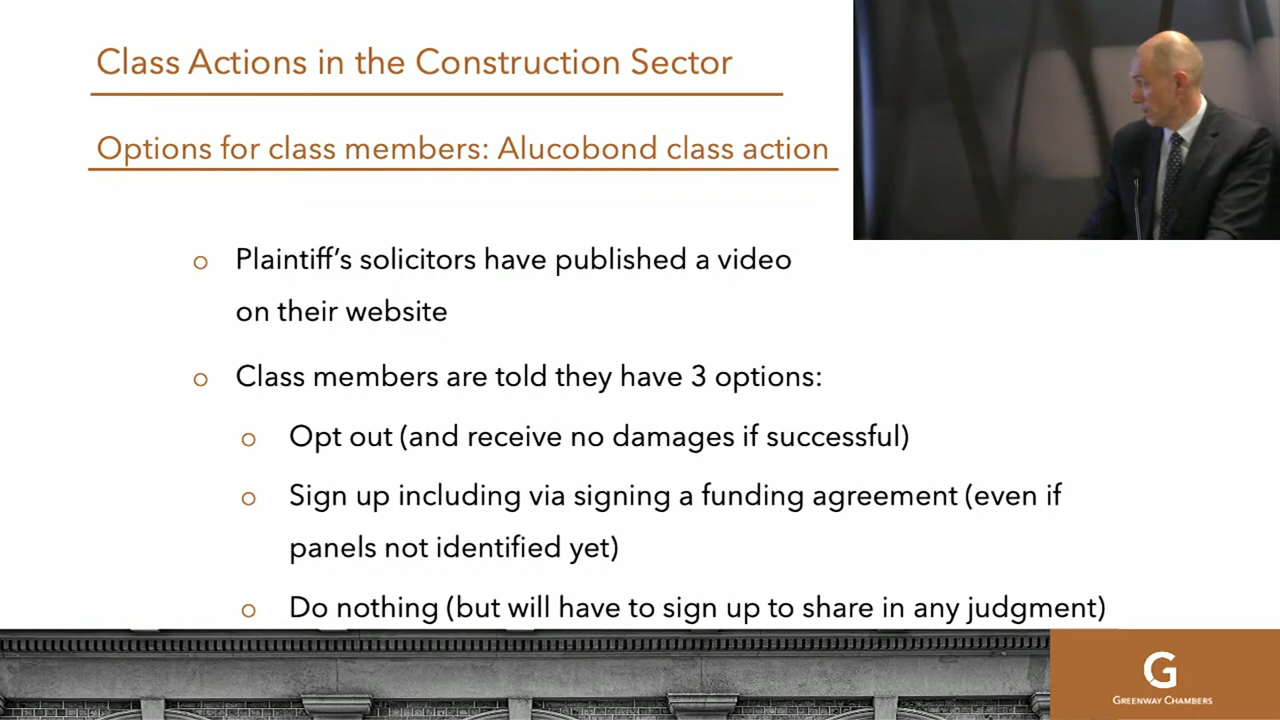 Class Actions in the Construction Sector
Options for class members: Alucobond class action
o Plaintiff’s solicitors have published a video
on their website
o Class members are told they have 3 options:
o Opt out (and receive no damages if successful)
o Sign up including via signing a funding agreement (even if
panels not identified yet)
o Do nothing (but will have to sign up to share in any judgment)
G
GREENWAY CHAMBERS